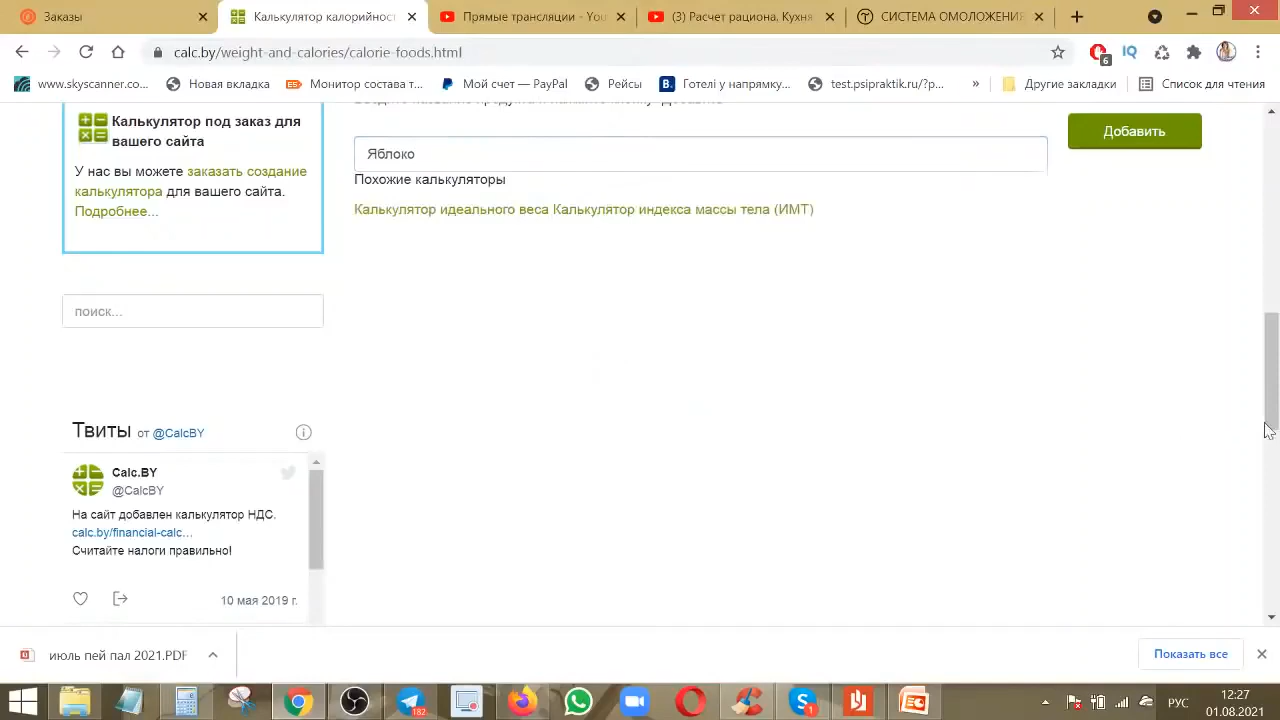 Заказы
Калькулятор калорийност
Прямые трансляции - You
(3) Расчет рациона. Кухня
СИСТЕМА ОМОЛОЖЕНИЯ
calc.by/weight-and-calories/calorie-foods.html
6
IQ
www.skyscanner.co...
Новая вкладка
Монитор состава т...
Мой счет — PayPal
Рейсы
Готелі у напрямку...
test.psipraktik.ru/?p...
»
Другие закладки
Список для чтения
Калькулятор под заказ для
вашего сайта
У нас вы можете заказать создание
калькулятора для вашего сайта.
Подробнее...
поиск...
Твиты от @CalcBY
Calc.BY
@CalcBY
На сайт добавлен калькулятор НДС.
calc.by/financial-calc...
Считайте налоги правильно!
10 мая 2019 г.
Добавить
Яблоко
Похожие калькуляторы
Калькулятор идеального веса Калькулятор индекса массы тела (ИМТ)
июль пей пал 2021.PDF
Показать все
182
1
РУС
12:27
01.08.2021